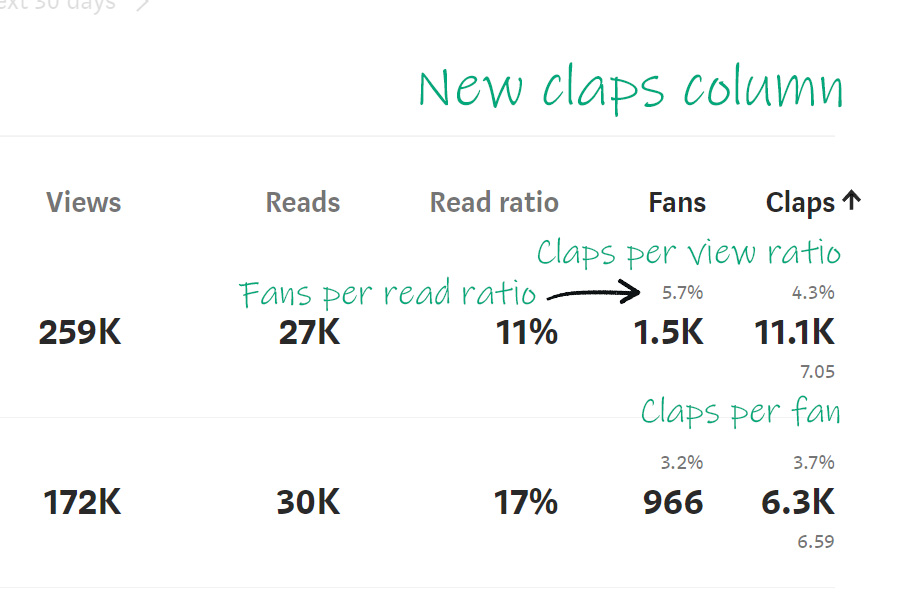 ext 30 days >
New claps column
Views Reads Read ratio Fans Claps ↑
Claps per view ratio
Fans per read ratio 5.7% 4.3%
259K 27K 11% 1.5K 11.1K
7.05
Claps per fan
3.2% 3.7%
172K 30K 17% 966 6.3K
6.59